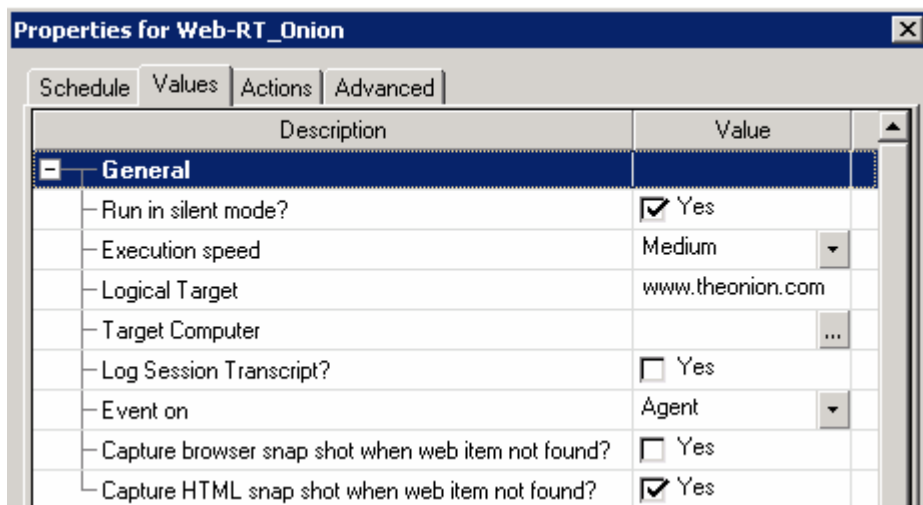 Properties for Web-RT_Onion
Schedule Values Actions Advanced
Description Value
General
Run in silent mode? Yes
Execution speed Medium
Logical Target www.theonion.com
Target Computer ...
Log Session Transcript? Yes
Event on Agent
Capture browser snap shot when web item not found? Yes
Capture HTML snap shot when web item not found? Yes